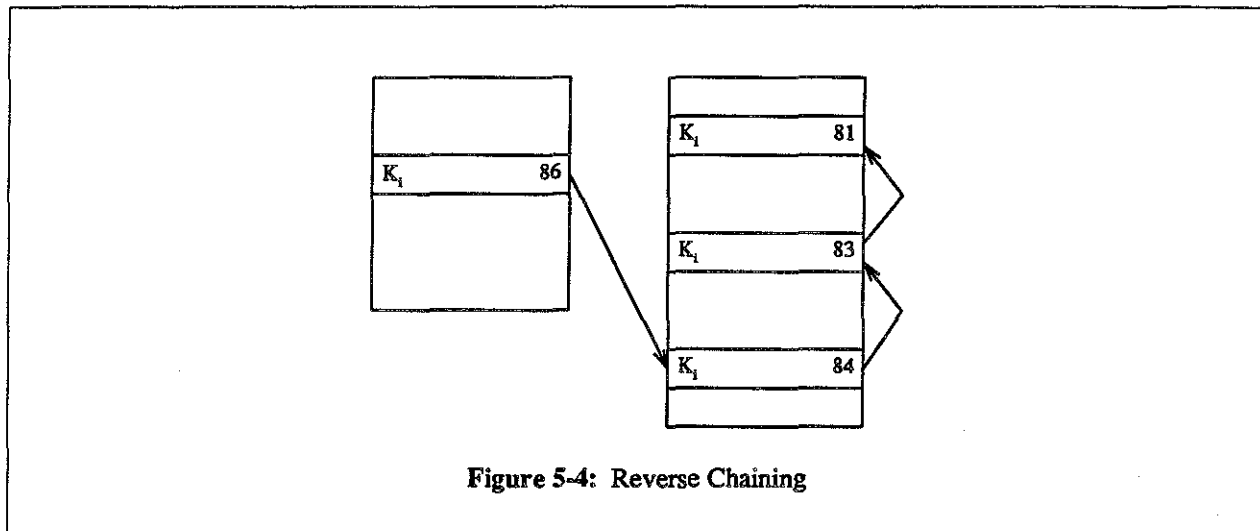 K_i 81
K_i 86
K_i 83
K_i 84
Figure 5-4: Reverse Chaining